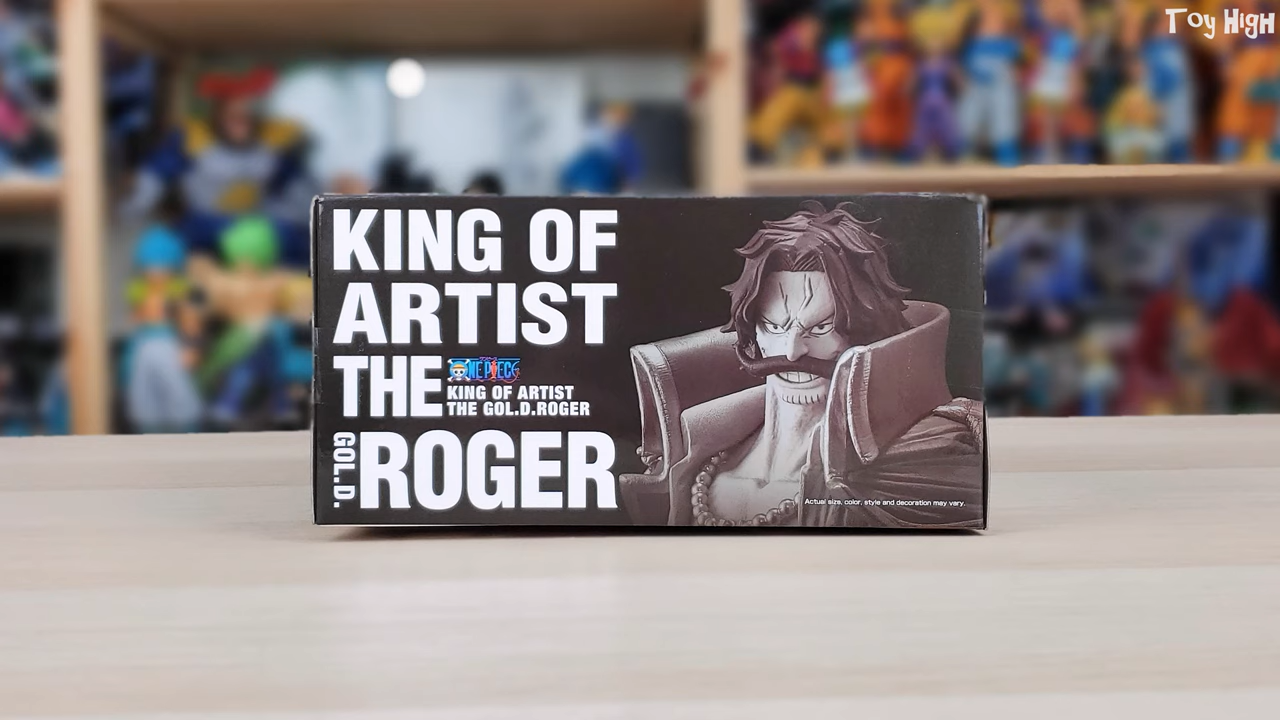 Toy High
KING OF
ARTIST
THE
ONE PIECE
KING OF ARTIST
THE GOL.D.ROGER
GOL.D.
ROGER
Actual size, color, style and decoration may vary.